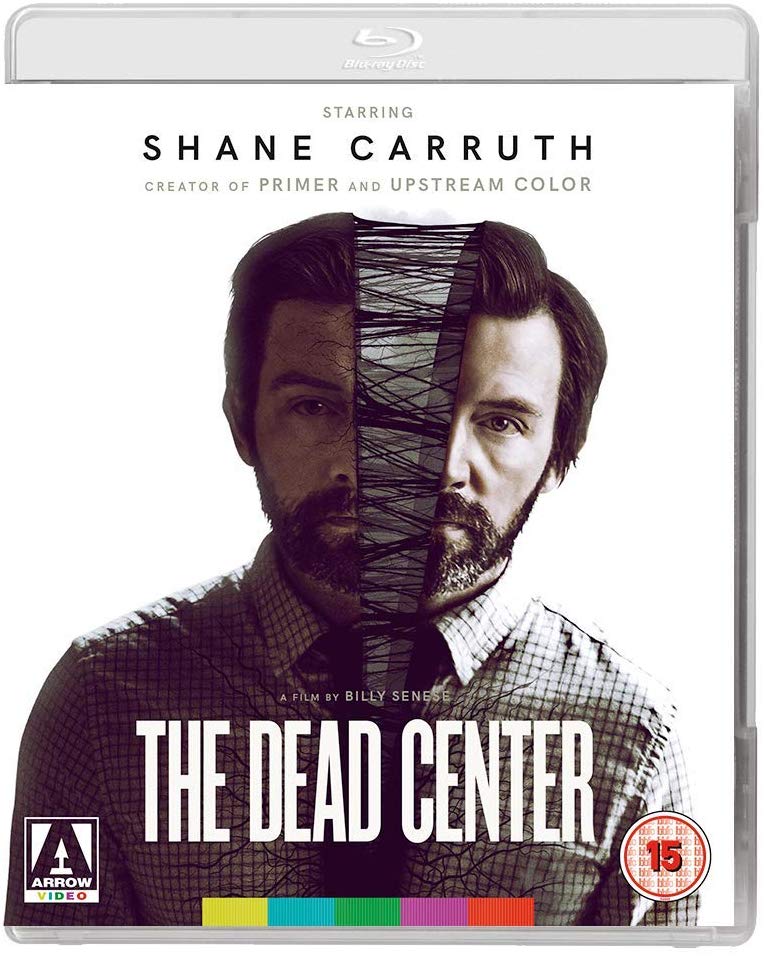 Blu-ray Disc
STARRING
SHANE CARRUTH
CREATOR OF PRIMER AND UPSTREAM COLOR
A FILM BY BILLY SENESE
THE DEAD CENTER
ARROW
VIDEO
15